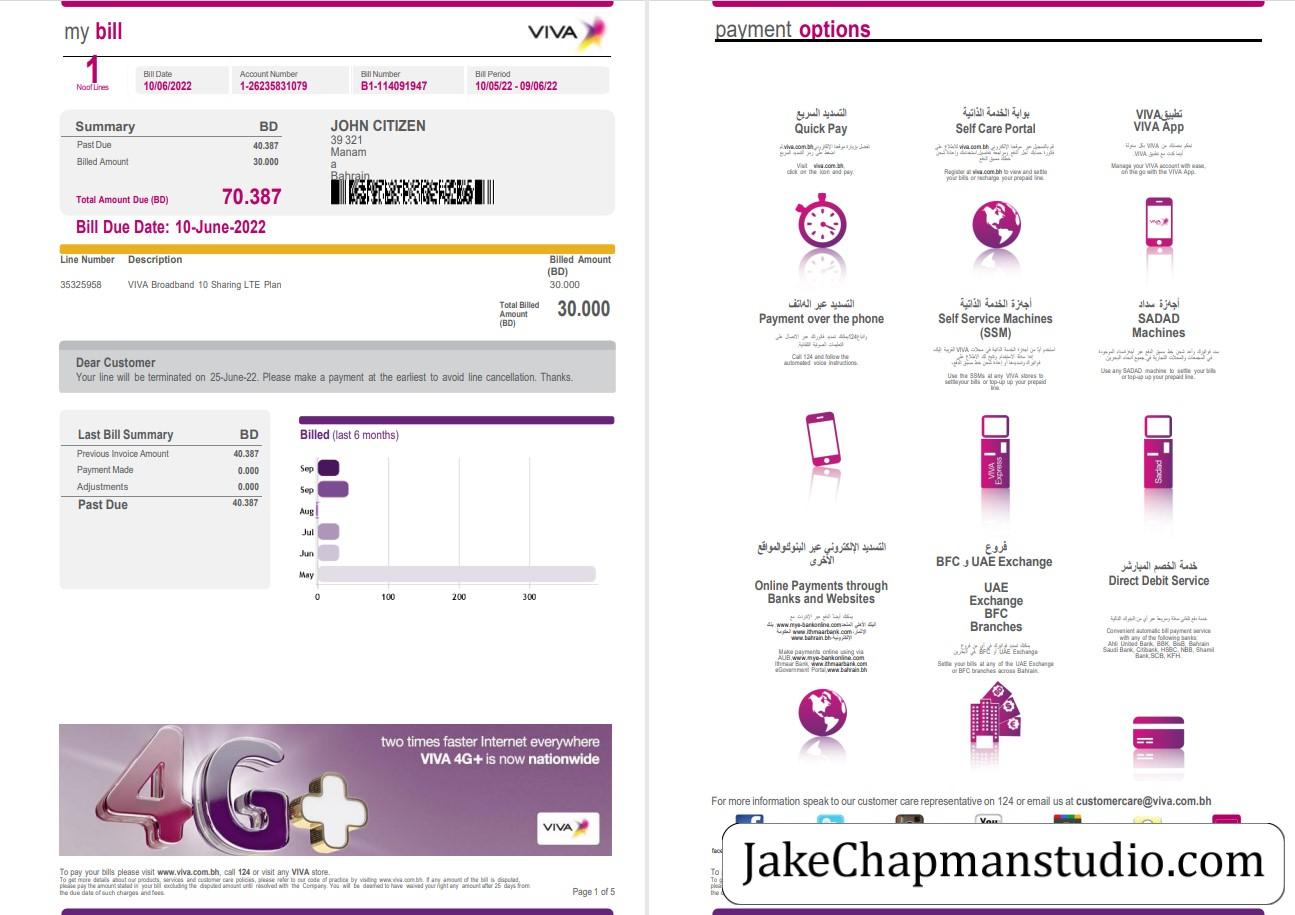 my bill
VIVA
1
No of Lines
Bill Date
10/06/2022
Account Number
1-26235831079
Bill Number
B1-114091947
Bill Period
10/05/22 - 09/06/22
Summary BD
Past Due 40.387
Billed Amount 30.000
Total Amount Due (BD) 70.387
JOHN CITIZEN
39 321
Manam
a
Bahrain
Bill Due Date: 10-June-2022
Line Number Description Billed Amount
(BD)
35325958 VIVA Broadband 10 Sharing LTE Plan 30.000
Total Billed
Amount
(BD)
30.000
Dear Customer
Your line will be terminated on 25-June-22. Please make a payment at the earliest to avoid line cancellation. Thanks.
Last Bill Summary BD
Previous Invoice Amount 40.387
Payment Made 0.000
Adjustments 0.000
Past Due 40.387
Billed (last 6 months)
Sep
Sep
Aug
Jul
Jun
May
0 100 200 300
4G+
two times faster Internet everywhere
VIVA 4G+ is now nationwide
VIVA
To pay your bills please visit www.viva.com.bh, call 124 or visit any VIVA store.
To get more details about our products, services and customer care policies, please refer to our code of practice by visiting www.viva.com.bh. If any amount of the bill is disputed,
please pay the amount stated in your bill excluding the disputed amount until resolved with the Company. You will be deemed to have waived your right any amount after 25 days from
the due date of such charges and fees.
Page 1 of 5
payment options
التسديد السريع
Quick Pay
Visit viva.com.bh,
click on the icon and pay.
بوابة الخدمة الذاتية
Self Care Portal
Register at viva.com.bh to view and settle
your bills or recharge your prepaid line.
تطبيق VIVA
VIVA App
Manage your VIVA account with ease,
on the go with the VIVA App.
VIVA
التسديد عبر الهاتف
Payment over the phone
Call 124 and follow the
automated voice instructions.
أجهزة الخدمة الذاتية
Self Service Machines
(SSM)
Use the SSMs at any VIVA stores to
settleyour bills or top-up up your prepaid
line.
أجهزة سداد
SADAD
Machines
Use any SADAD machine to settle your bills
or top-up up your prepaid line.
VIVA
Express
Sadad
التسديد الإلكتروني عبر البنوك والمواقع
الأخرى
Online Payments through
Banks and Websites
Make payments online using via
AUB,www.mye-bankonline.com
Ithmaar Bank, www.ithmaarbank.com
eGovernment Portal,www.bahrain.bh
فروع
BFC و UAE Exchange
UAE
Exchange
BFC
Branches
Settle your bills at any of the UAE Exchange
or BFC branches across Bahrain.
خدمة الخصم المباشر
Direct Debit Service
Convenient automatic bill payment service
with any of the following banks:
Ahli United Bank, BBK, BisB, Bahrain
Saudi Bank, Citibank, HSBC, NBB, Shamil
Bank,SCB, KFH.
For more information speak to our customer care representative on 124 or email us at customercare@viva.com.bh
You
JakeChapmanstudio.com